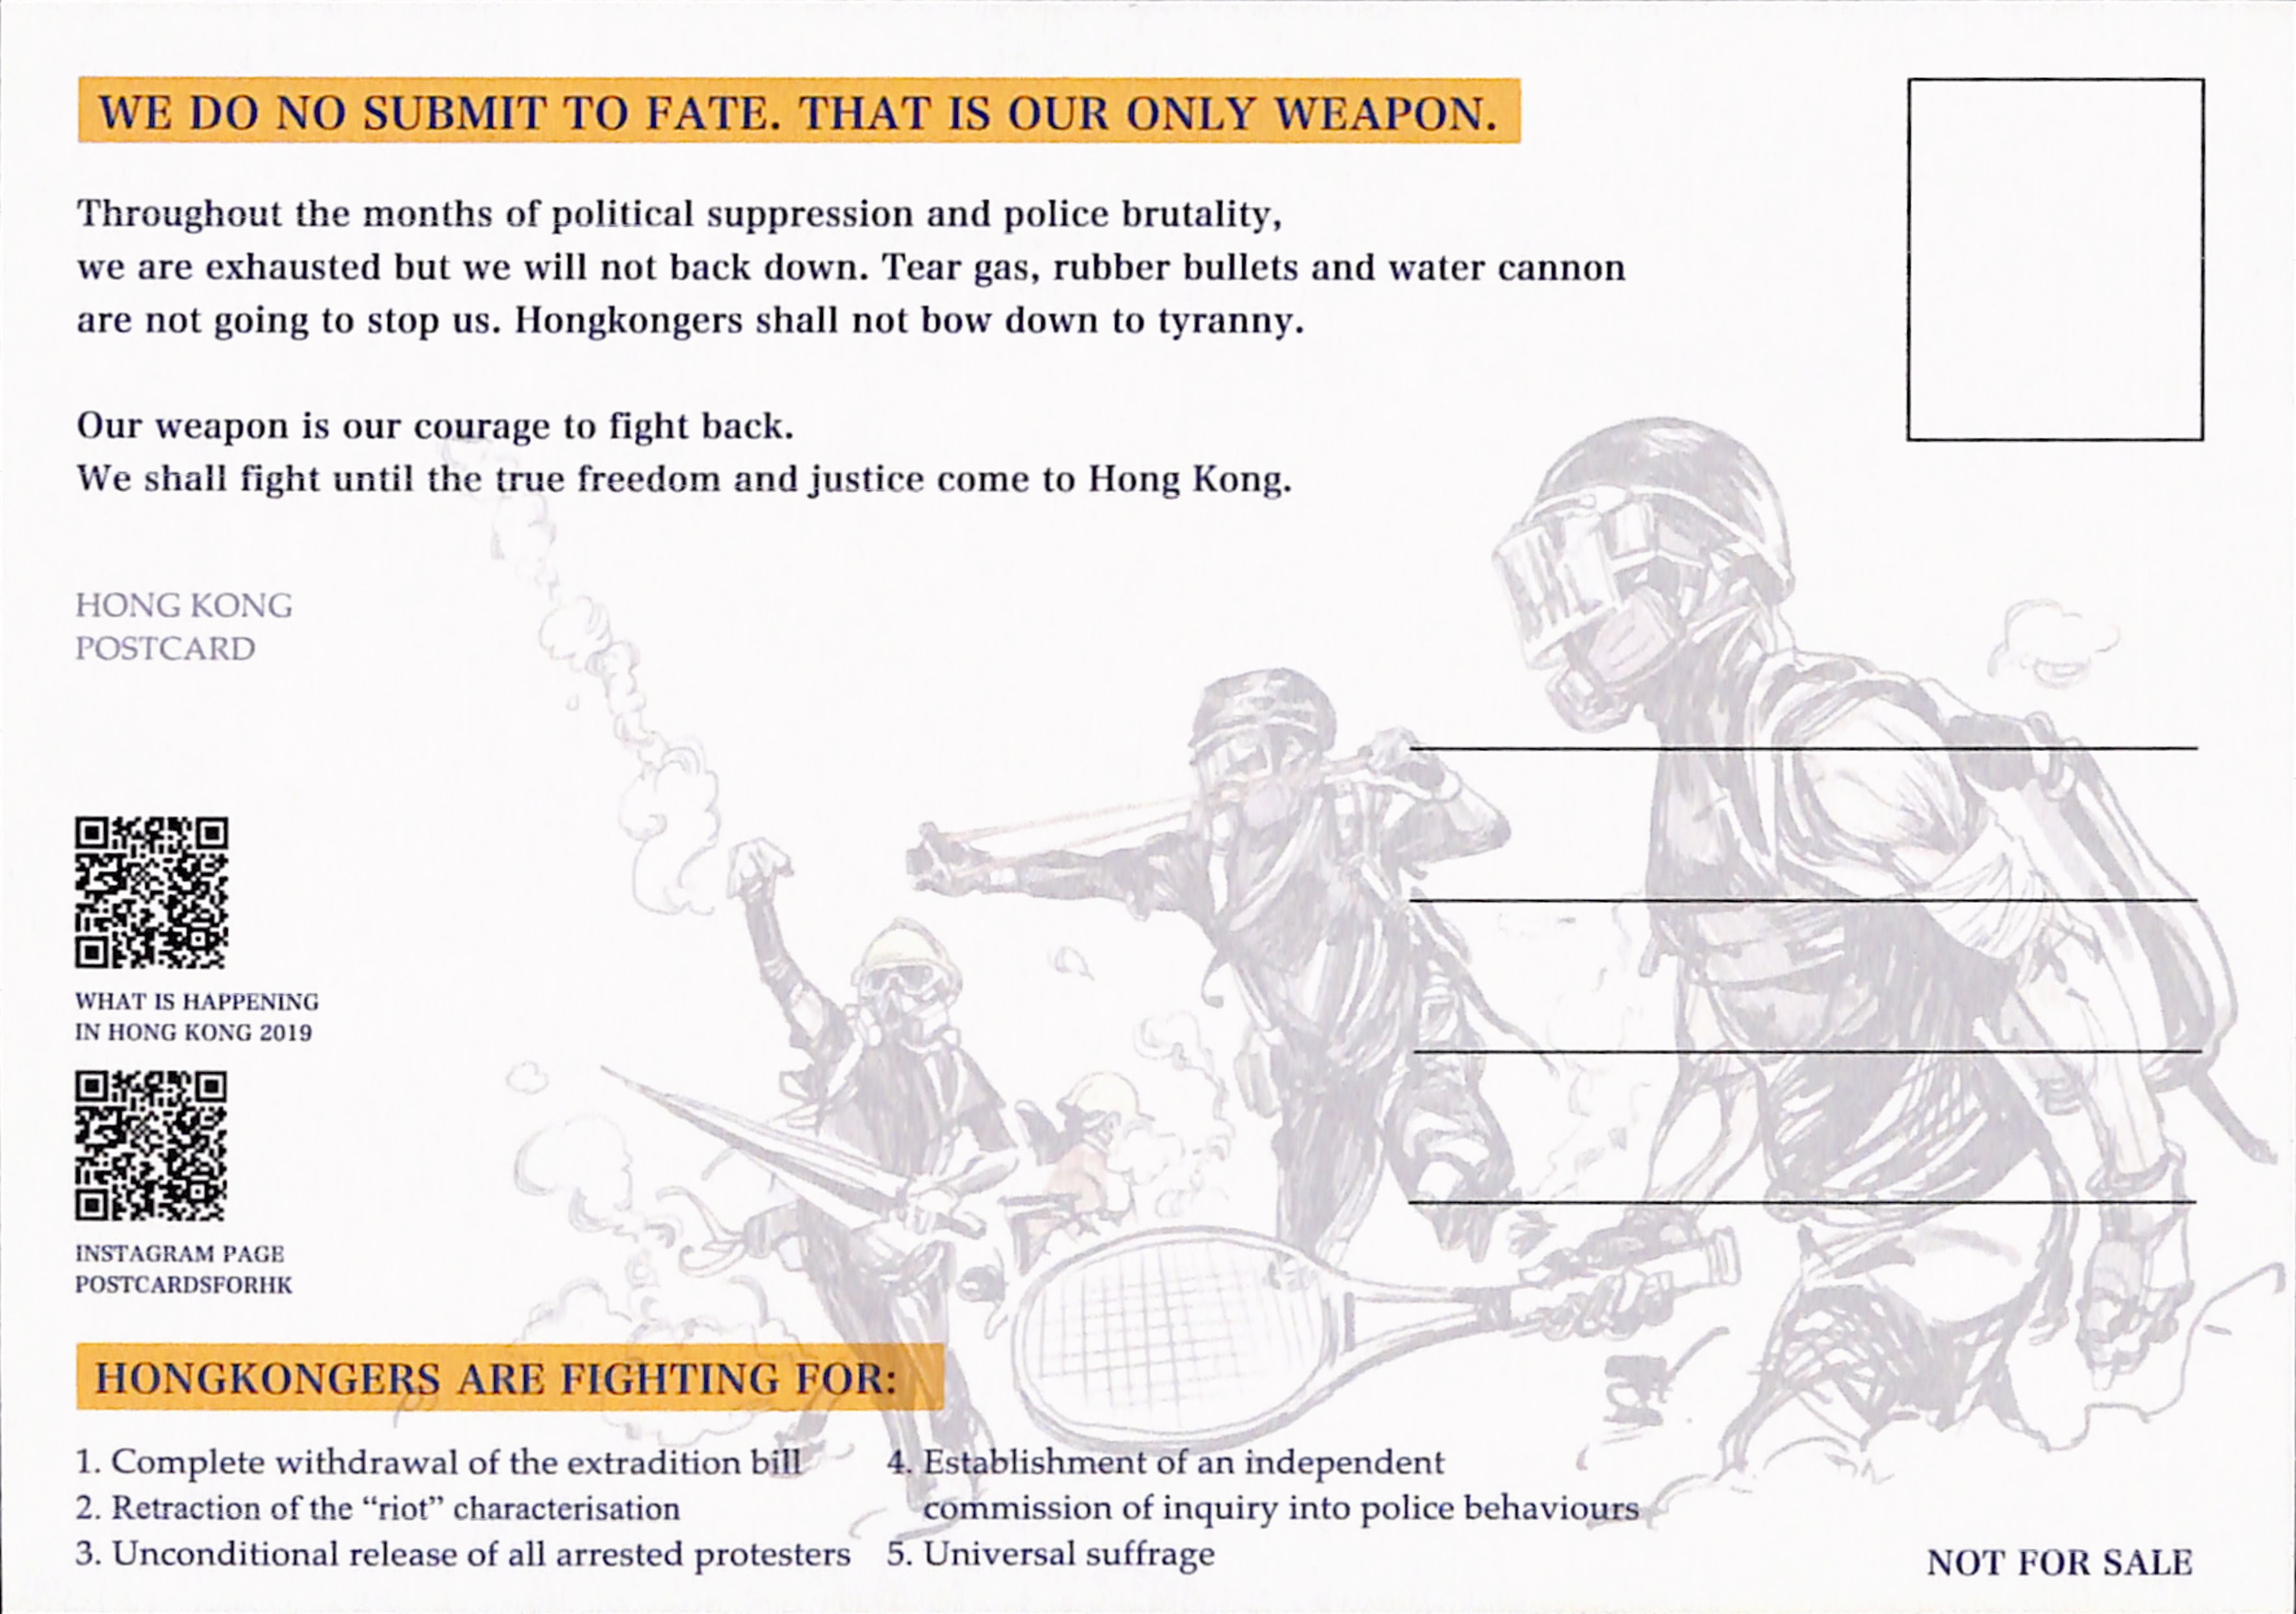 WE DO NO SUBMIT TO FATE. THAT IS OUR ONLY WEAPON.
Throughout the months of political suppression and police brutality,
we are exhausted but we will not back down. Tear gas, rubber bullets and water cannon
are not going to stop us. Hongkongers shall not bow down to tyranny.
Our weapon is our courage to fight back.
We shall fight until the true freedom and justice come to Hong Kong.
HONG KONG
POSTCARD
WHAT IS HAPPENING
IN HONG KONG 2019
INSTAGRAM PAGE
POSTCARDSFORHK
HONGKONGERS ARE FIGHTING FOR:
1. Complete withdrawal of the extradition bill
2. Retraction of the “riot” characterisation
3. Unconditional release of all arrested protesters
4. Establishment of an independent
commission of inquiry into police behaviours
5. Universal suffrage
NOT FOR SALE